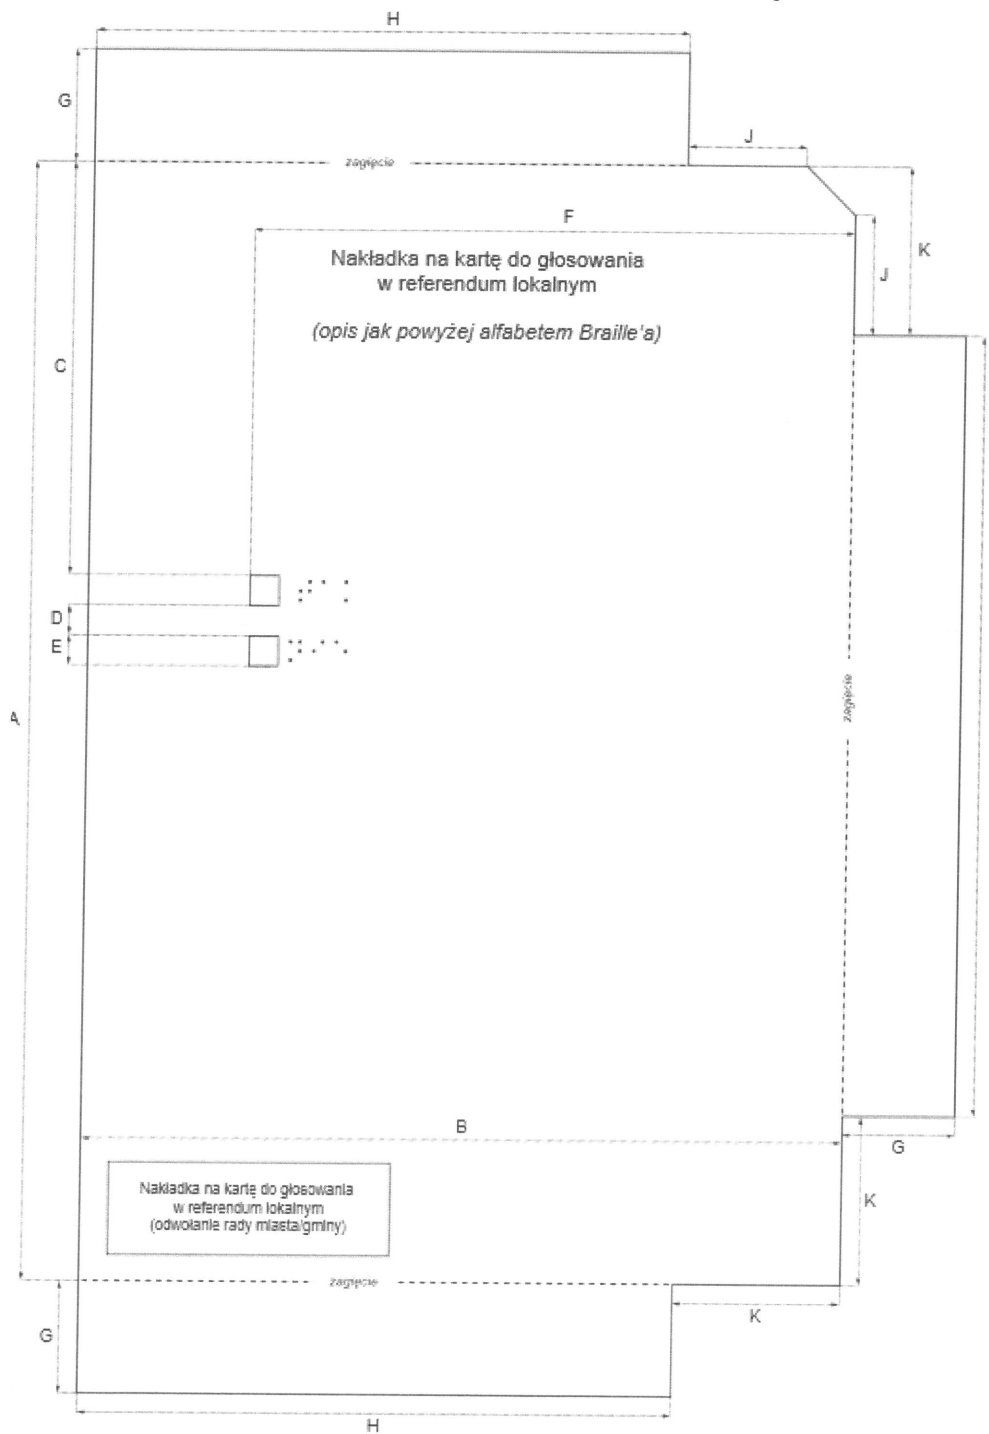 H
G
zagięcie
J
F
K
Nakładka na kartę do głosowania
w referendum lokalnym
J
(opis jak powyżej alfabetem Braille'a)
C
D
E
A
zagięcie
B
G
Nakładka na kartę do głosowania
w referendum lokalnym
(odwołanie rady miasta/gminy)
K
zagięcie
K
G
H